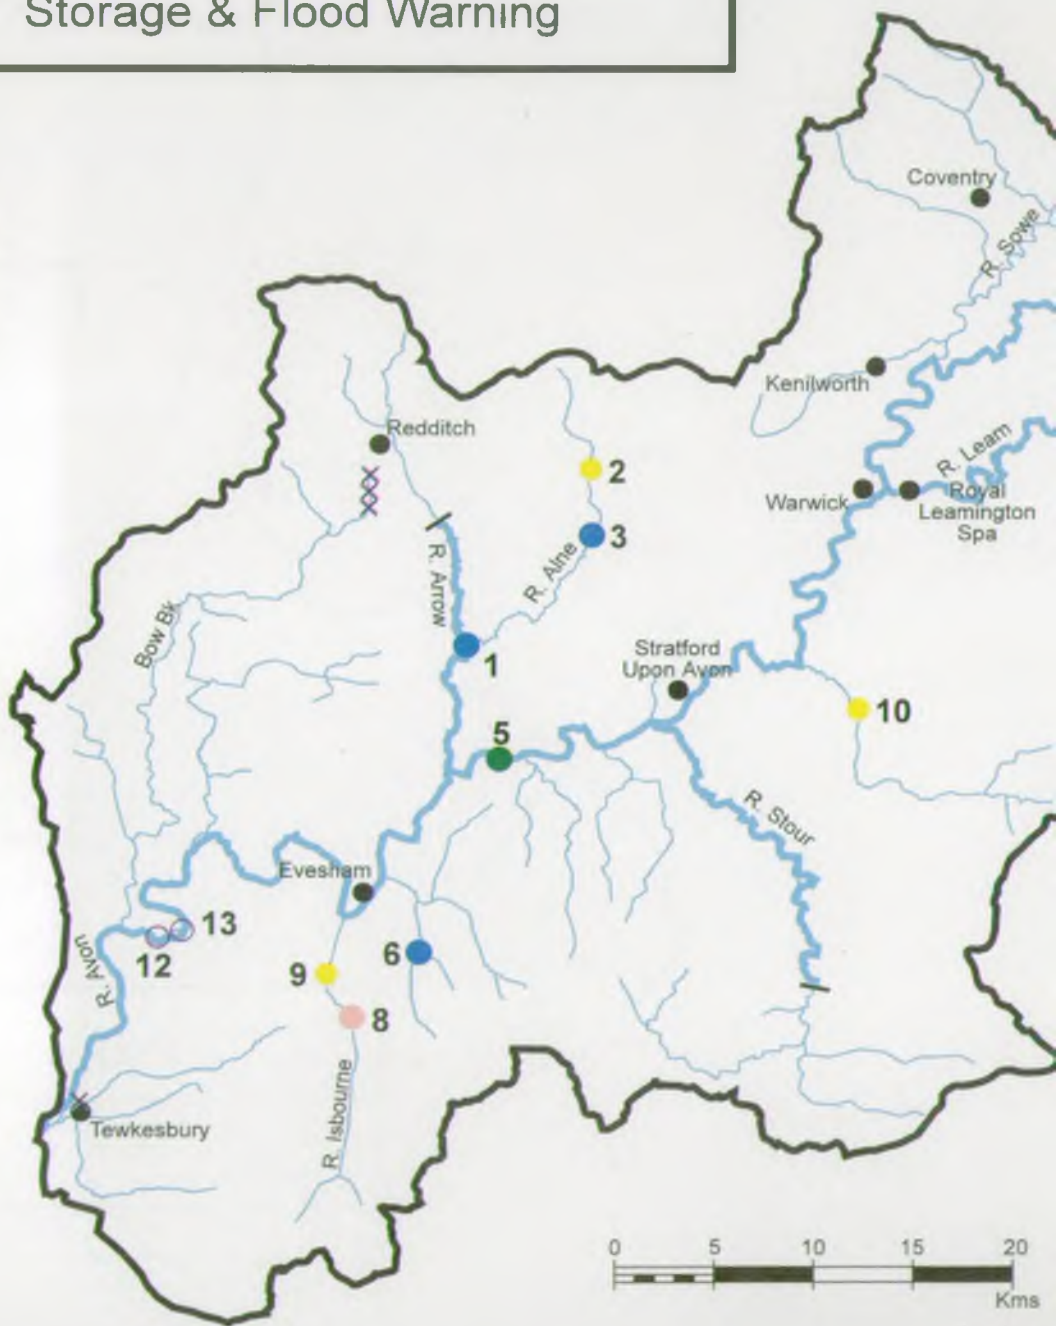 Storage & Flood Warning
Coventry
R. Sowe
Kenilworth
Redditch
2
R. Leam
Warwick
Royal
Leamington
Spa
3
R. Alne
R. Arrow
Bow Bk
1
Stratford
Upon Avon
10
5
R. Stour
Evesham
13
12
6
R. Avon
9
8
R. Isbourne
Tewkesbury
0 5 10 15 20
Kms